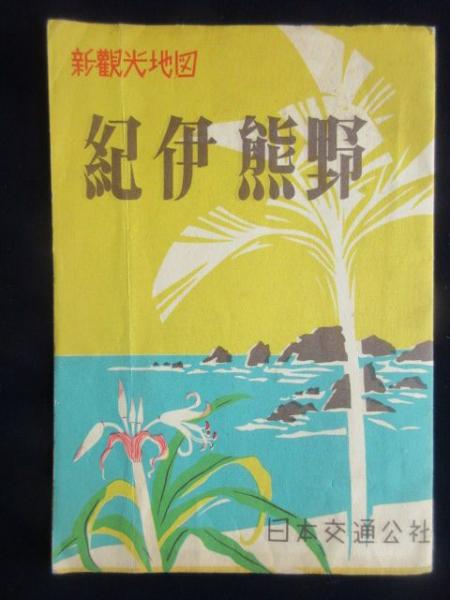 新観光地図
紀伊熊野
日本交通公社